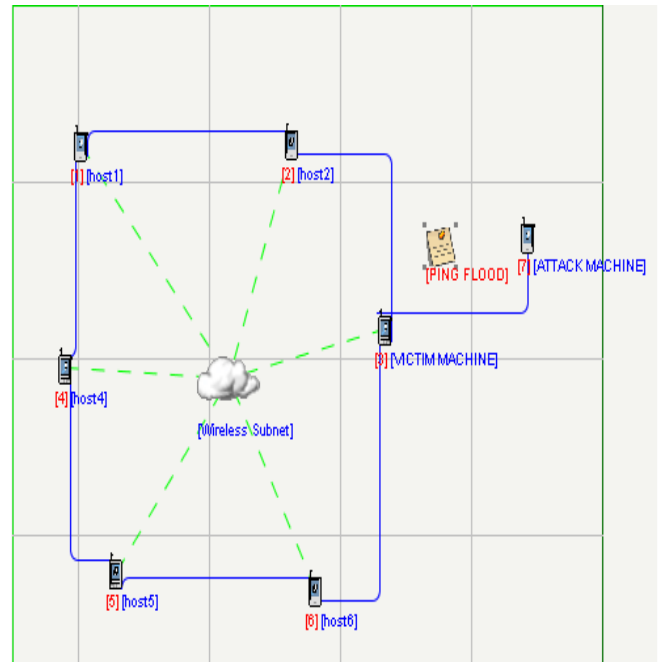 [1] [host1]
[2] [host2]
[PING FLOOD]
[7] [ATTACK MACHINE]
[3] [VICTIM MACHINE]
[4] [host4]
[Wireless Subnet]
[5] [host5]
[6] [host6]